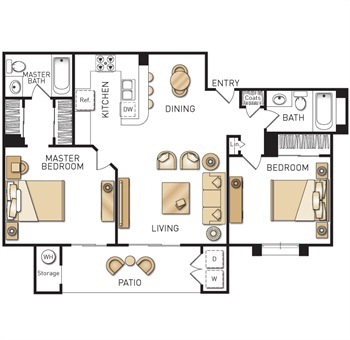 MASTER
BATH
Ref.
KITCHEN
DW
DINING
ENTRY
Coats
BATH
Lin.
MASTER
BEDROOM
BEDROOM
LIVING
WH
Storage
PATIO
D
W